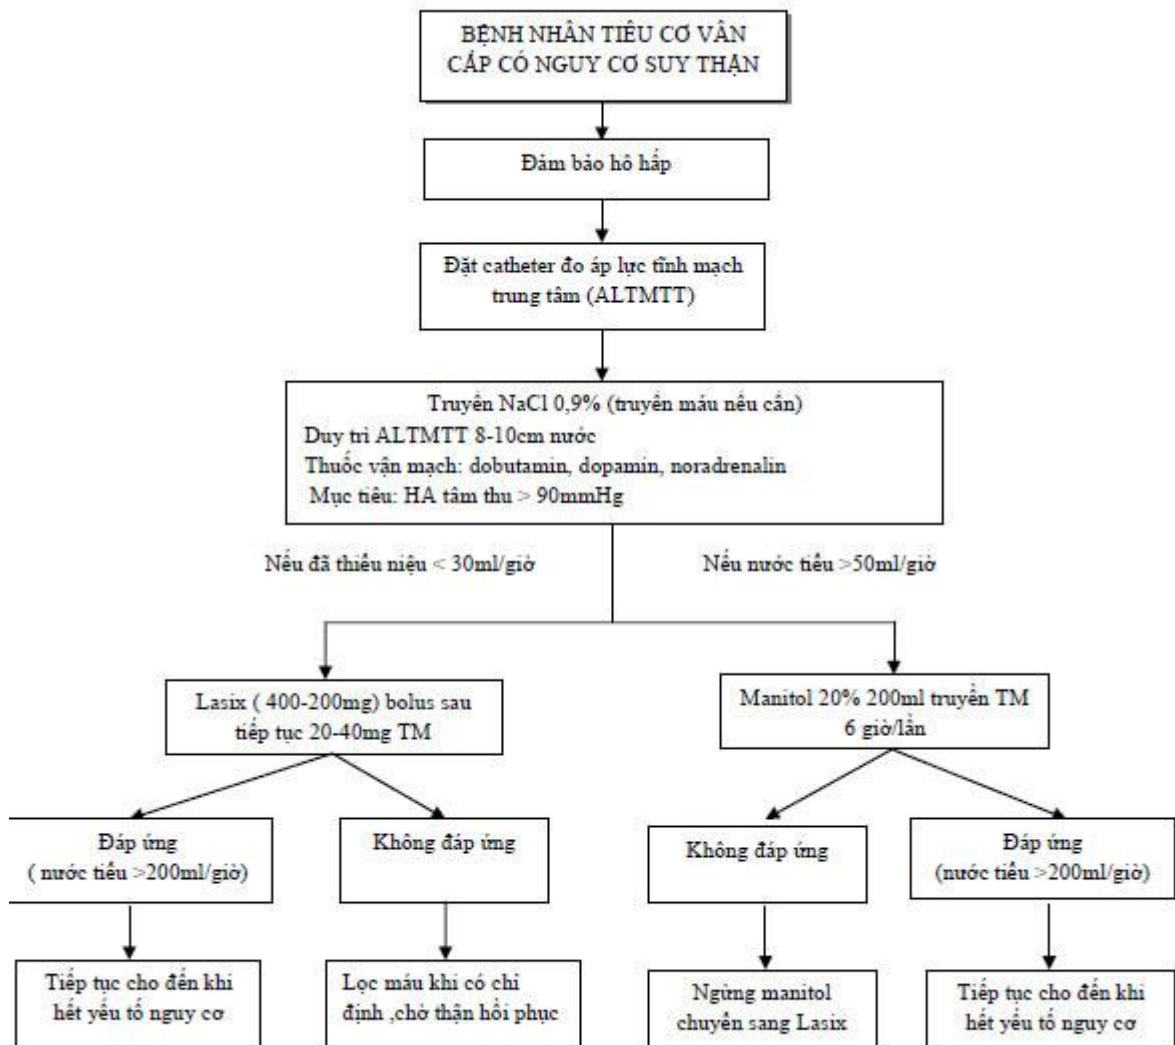 BỆNH NHÂN TIÊU CƠ VÂN
CẤP CÓ NGUY CƠ SUY THẬN
Đảm bảo hô hấp
Đặt catheter đo áp lực tĩnh mạch
trung tâm (ALTMTT)
Truyền NaCl 0,9% (truyền máu nếu cần)
Duy trì ALTMTT 8-10cm nước
Thuốc vận mạch: dobutamin, dopamin, noradrenalin
Mục tiêu: HA tâm thu > 90mmHg
Nếu đã thiểu niệu < 30ml/giờ
Nếu nước tiểu >50ml/giờ
Lasix ( 400-200mg) bolus sau
tiếp tục 20-40mg TM
Manitol 20% 200ml truyền TM
6 giờ/lần
Đáp ứng
( nước tiểu >200ml/giờ)
Không đáp ứng
Không đáp ứng
Đáp ứng
(nước tiểu >200ml/giờ)
Tiếp tục cho đến khi
hết yếu tố nguy cơ
Lọc máu khi có chỉ
định ,chờ thận hồi phục
Ngừng manitol
chuyển sang Lasix
Tiếp tục cho đến khi
hết yếu tố nguy cơ